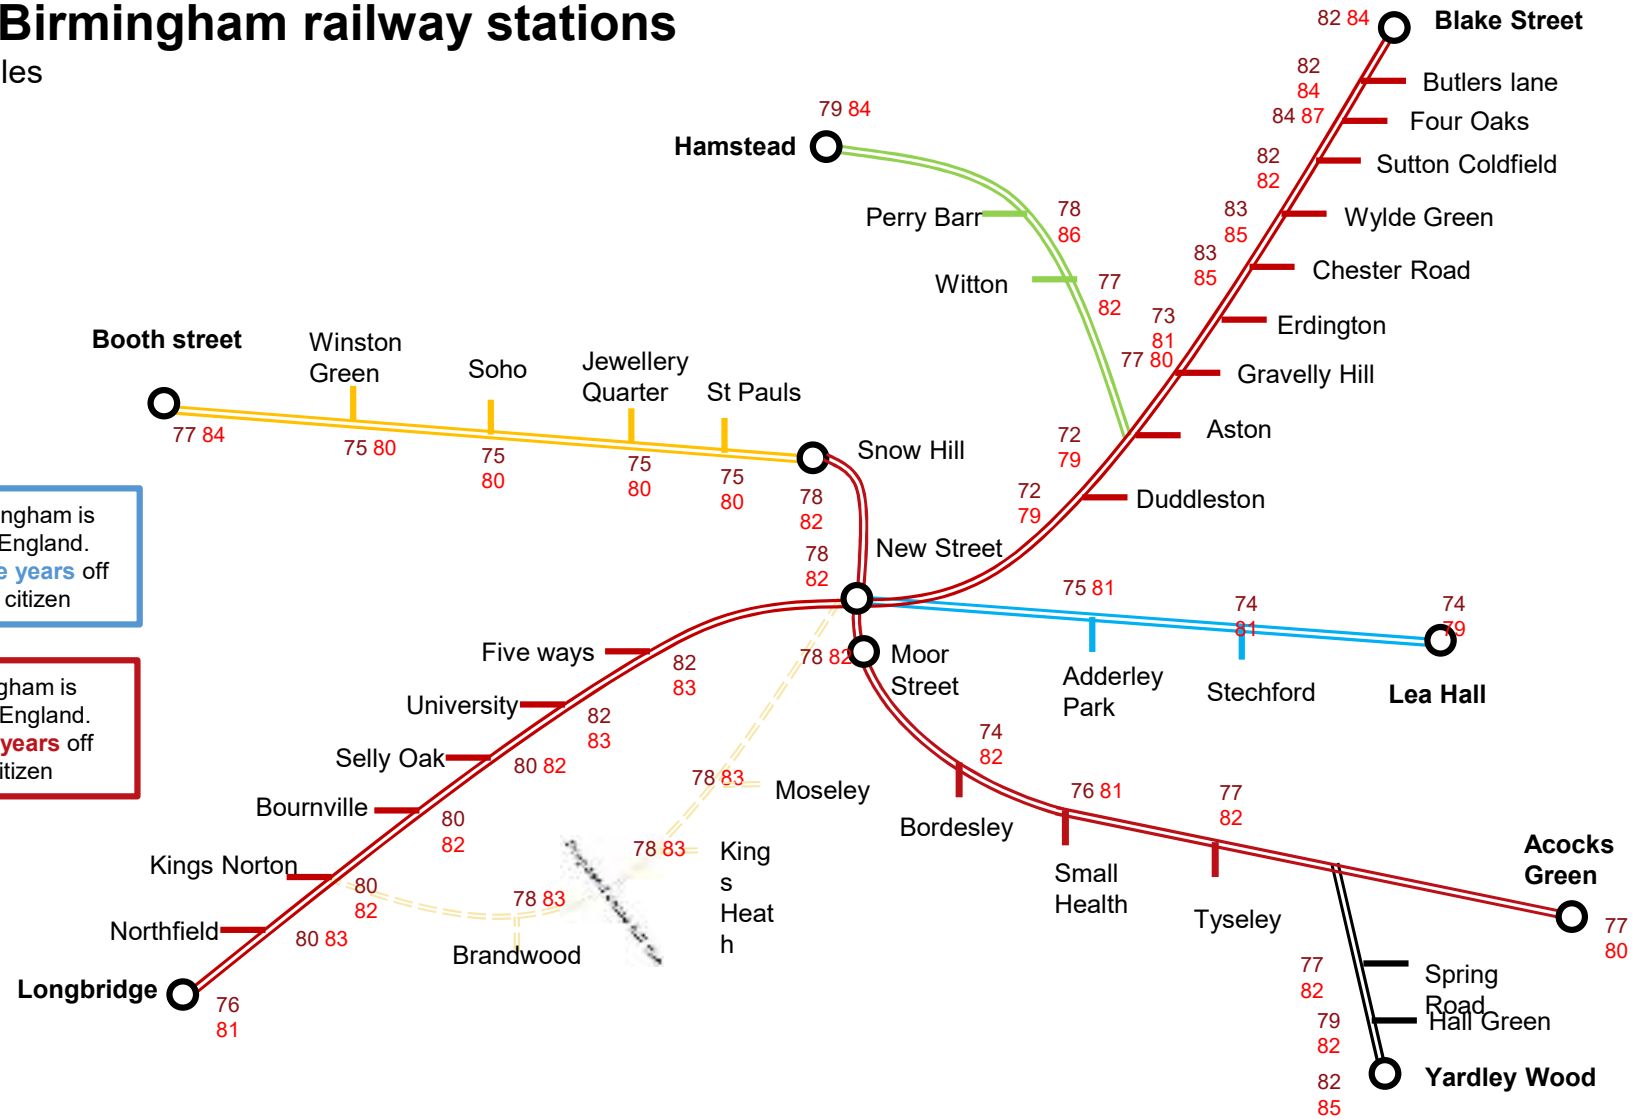 Birmingham railway stations
les
82 84
Blake Street
82
84
Butlers lane
84 87
Four Oaks
82
82
Sutton Coldfield
83
85
Wylde Green
83
85
Chester Road
73
81
Erdington
77 80
Gravelly Hill
72
79
Aston
72
79
Duddleston
79 84
Hamstead
Perry Barr
78
86
Witton
77
82
Booth street
77 84
Winston
Green
75 80
Soho
75
80
Jewellery
Quarter
75
80
St Pauls
75
80
Snow Hill
78
82
New Street
78
82
ingham is
England.
e years off
citizen
gham is
England.
years off
itizen
75 81
Adderley
Park
74
81
Stechford
74
79
Lea Hall
78 82
Moor
Street
74
82
Bordesley
76 81
Small
Health
77
82
Tyseley
Acocks
Green
77
80
77
82
Spring
Road
79
82
Hall Green
82
85
Yardley Wood
Five ways
82
83
University
82
83
Selly Oak
80 82
Bournville
80
82
Kings Norton
80
82
Northfield
80 83
Longbridge
76
81
78 83
Moseley
78 83
King
s
Heat
h
78 83
Brandwood